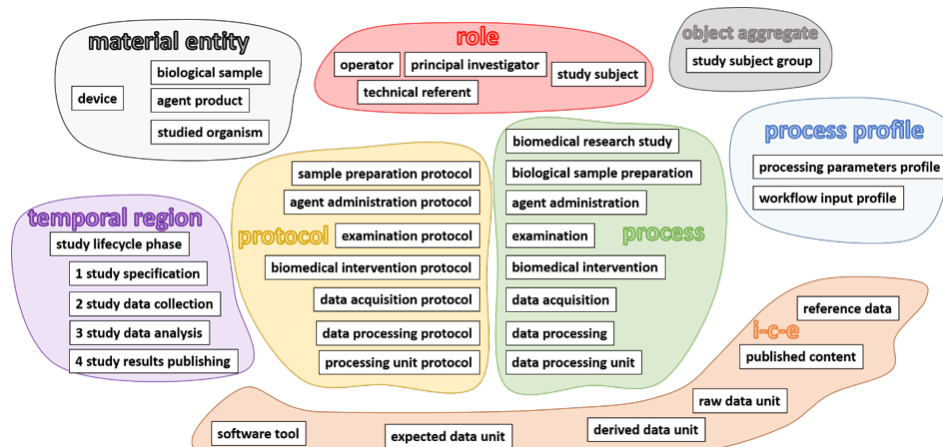 material entity
biological sample
device
agent product
studied organism
role
operator
principal investigator
study subject
technical referent
object aggregate
study subject group
process profile
processing parameters profile
workflow input profile
temporal region
study lifecycle phase
1 study specification
2 study data collection
3 study data analysis
4 study results publishing
protocol
sample preparation protocol
agent administration protocol
examination protocol
biomedical intervention protocol
data acquisition protocol
data processing protocol
processing unit protocol
process
biomedical research study
biological sample preparation
agent administration
examination
biomedical intervention
data acquisition
data processing
data processing unit
i-c-e
reference data
published content
raw data unit
derived data unit
expected data unit
software tool